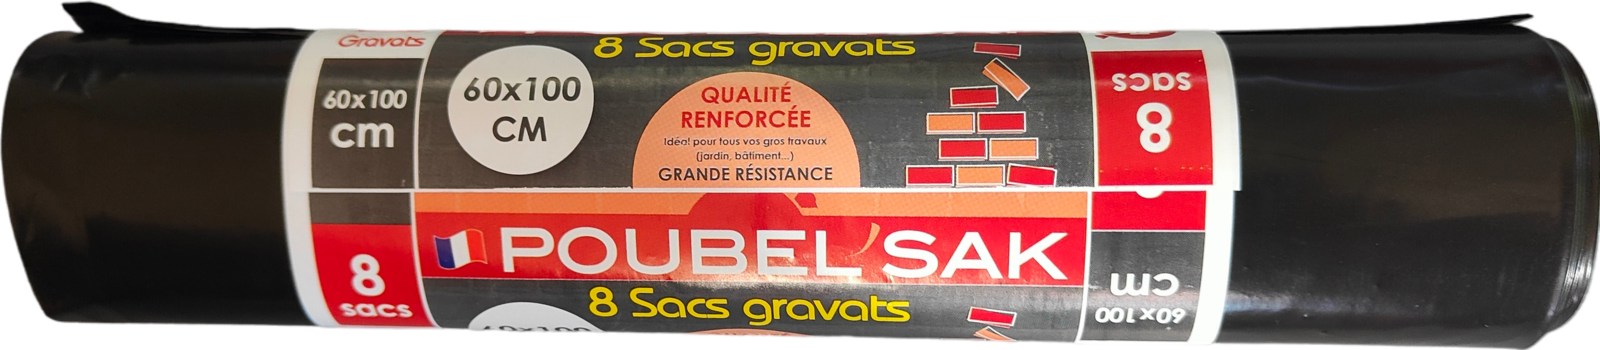 Gravats
60x100
cm
8 Sacs gravats
60x100
CM
QUALITÉ
RENFORCÉE
Idéal pour tous vos gros travaux
(jardin, bâtiment...)
GRANDE RÉSISTANCE
8
sacs
8
sacs
POUBEL'SAK
8 Sacs gravats
60x100
60x100
cm